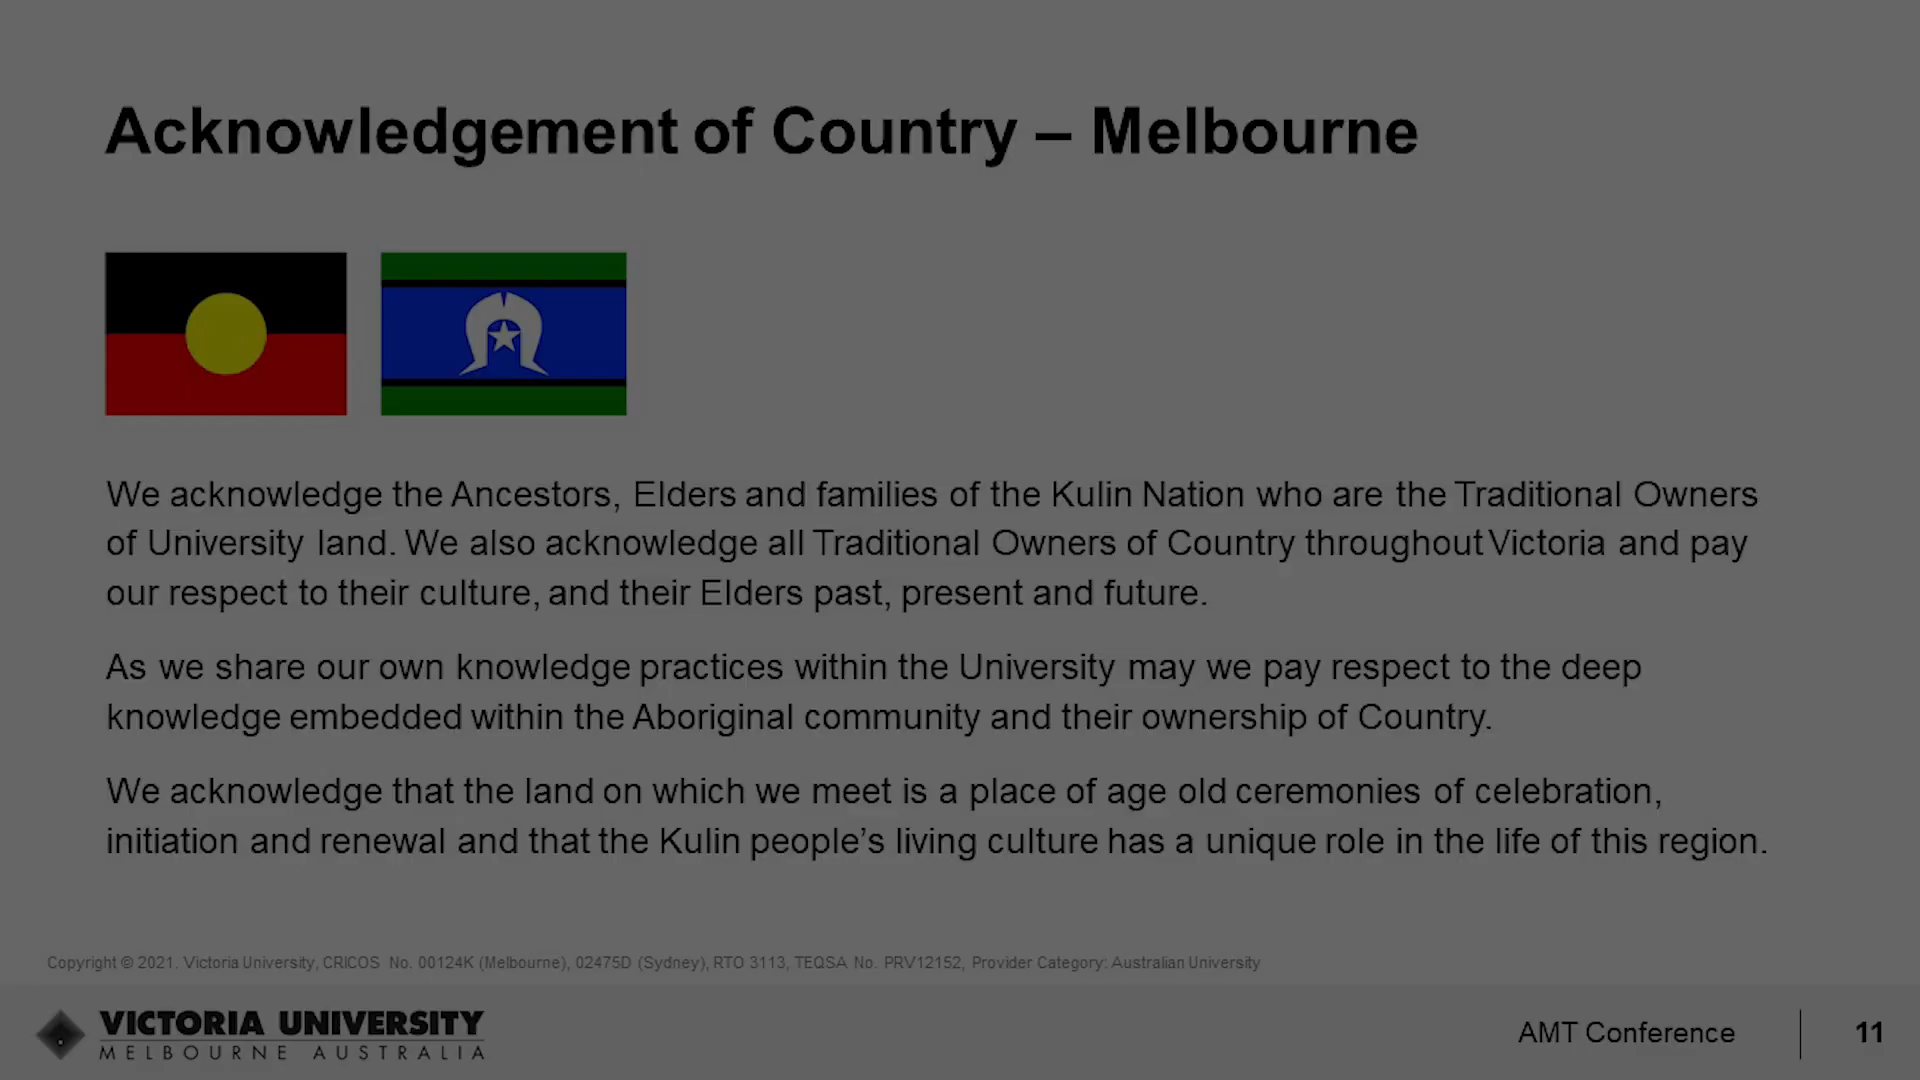 Acknowledgement of Country – Melbourne
We acknowledge the Ancestors, Elders and families of the Kulin Nation who are the Traditional Owners
of University land. We also acknowledge all Traditional Owners of Country throughout Victoria and pay
our respect to their culture, and their Elders past, present and future.
As we share our own knowledge practices within the University may we pay respect to the deep
knowledge embedded within the Aboriginal community and their ownership of Country.
We acknowledge that the land on which we meet is a place of age old ceremonies of celebration,
initiation and renewal and that the Kulin people’s living culture has a unique role in the life of this region.
Copyright © 2021. Victoria University, CRICOS No. 00124K (Melbourne), 02475D (Sydney), RTO 3113, TEQSA No. PRV12152, Provider Category: Australian University
VICTORIA UNIVERSITY
MELBOURNE AUSTRALIA
AMT Conference
11